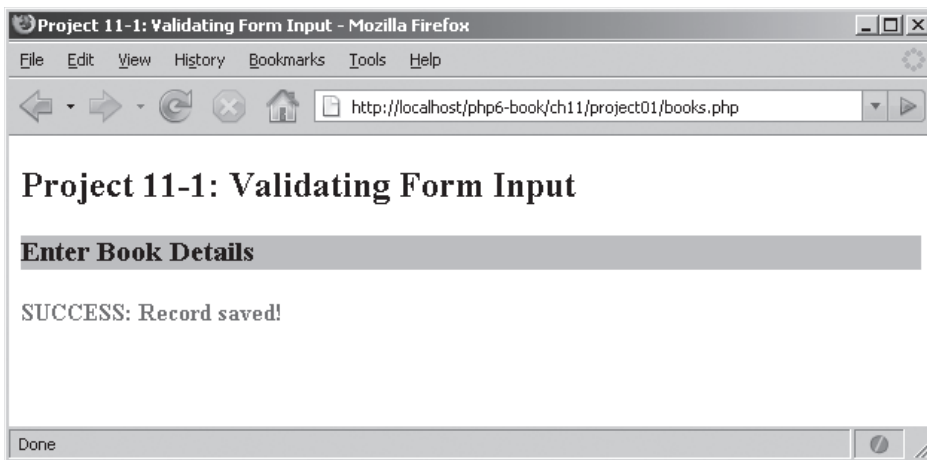 Project 11-1: Validating Form Input - Mozilla Firefox
File Edit View History Bookmarks Tools Help
http://localhost/php6-book/ch11/project01/books.php
Project 11-1: Validating Form Input
Enter Book Details
SUCCESS: Record saved!
Done